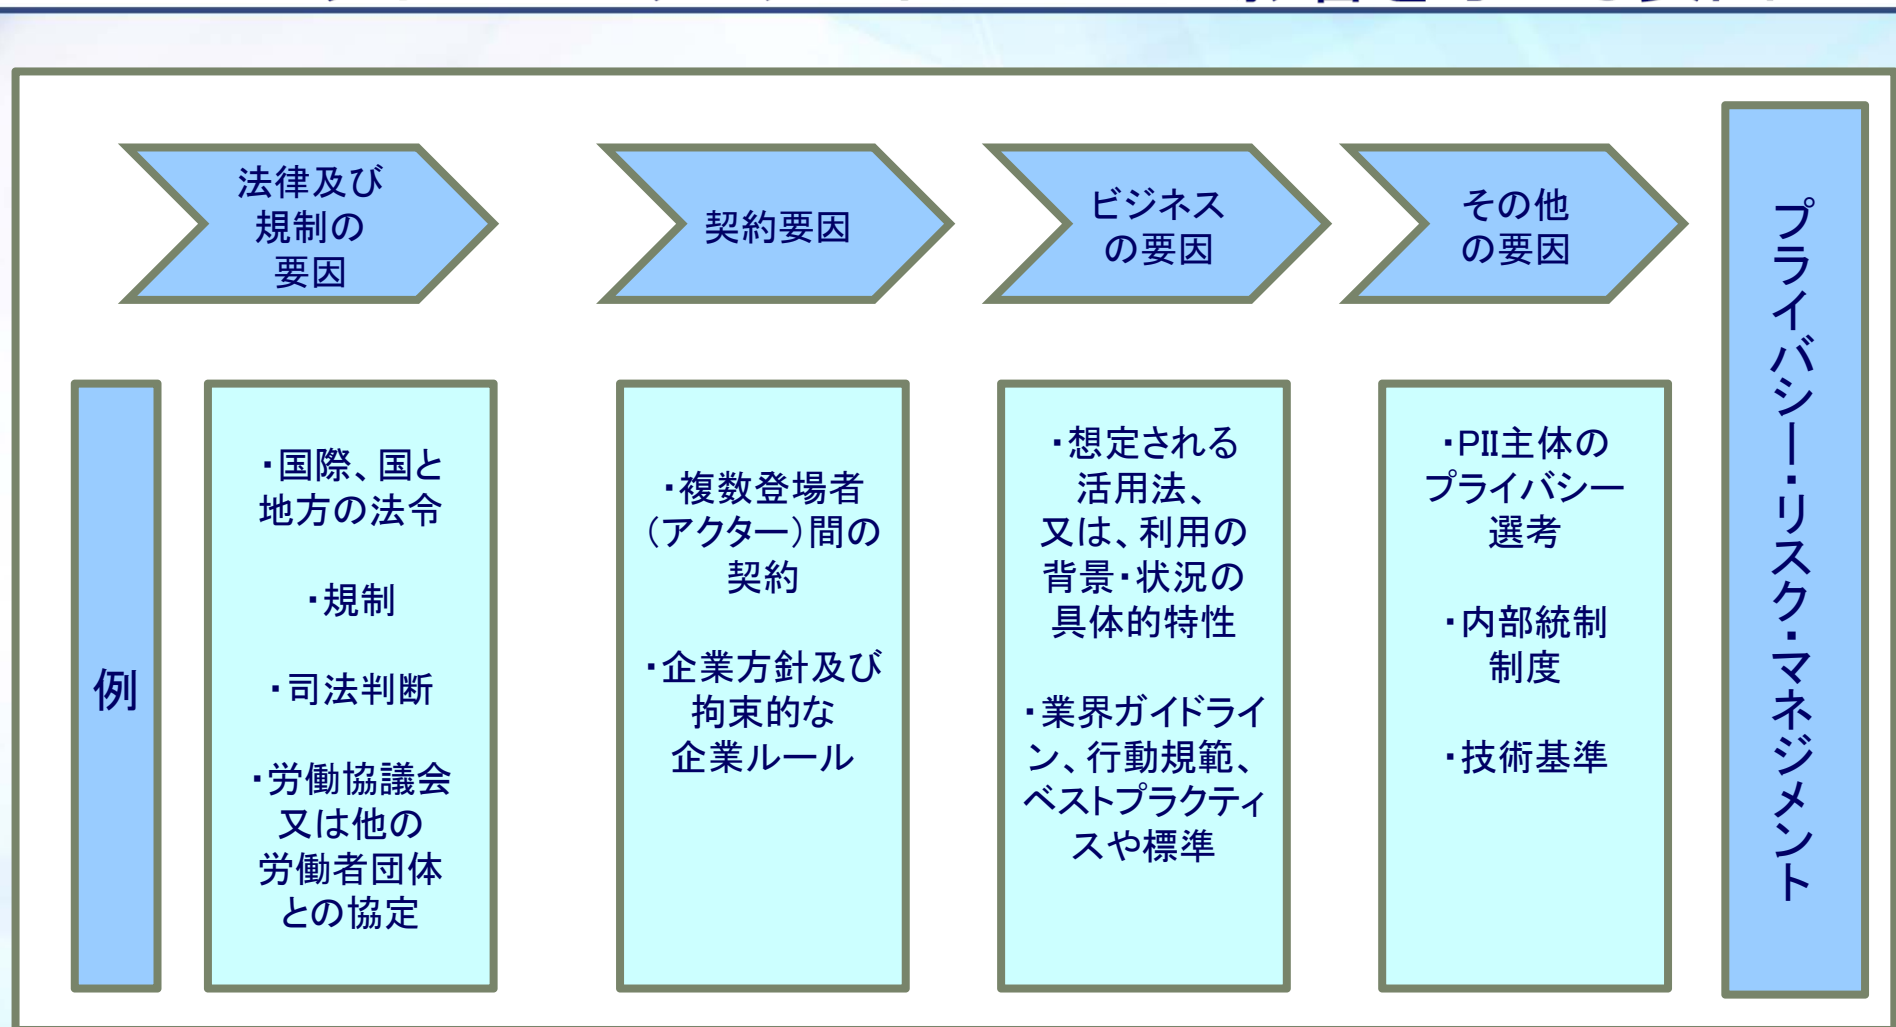 法律及び
規制の
要因
契約要因
ビジネス
の要因
その他
の要因
プライバシー・リスク・マネジメント
例
・国際、国と
地方の法令
・規制
・司法判断
・労働協議会
又は他の
労働者団体
との協定
・複数登場者
（アクター）間の
契約
・企業方針及び
拘束的な
企業ルール
・想定される
活用法、
又は、利用の
背景・状況の
具体的特性
・業界ガイドライ
ン、行動規範、
ベストプラクティ
スや標準
・PII主体の
プライバシー
選考
・内部統制
制度
・技術基準